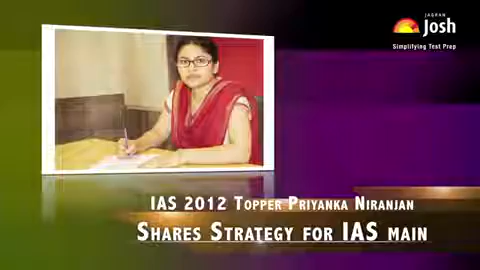 JAGRAN
Josh
Simplifying Test Prep
IAS 2012 TOPPER PRIYANKA NIRANJAN
SHARES STRATEGY FOR IAS MAIN